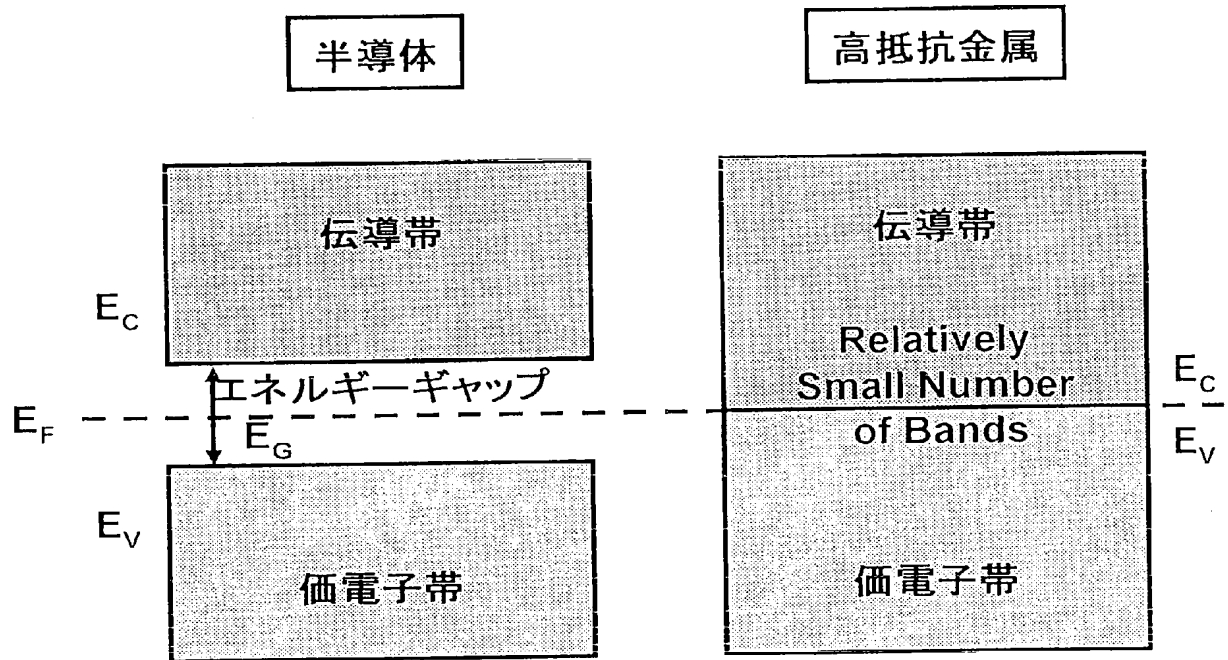 半導体
高抵抗金属
伝導帯
E_C
エネルギーギャップ
E_F
E_G
E_V
価電子帯
伝導帯
Relatively
Small Number
of Bands
E_C
E_V
価電子帯